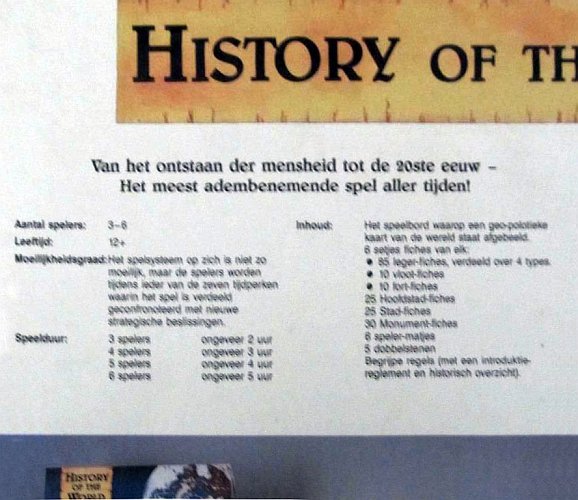 HISTORY OF TH
Van het ontstaan der mensheid tot de 20ste eeuw –
Het meest adembenemende spel aller tijden!
Aantal spelers: 3–6
Leeftijd: 12+
Moeilijkheidsgraad: Het spelsysteem op zich is niet zo
moeilijk, maar de spelers worden
tijdens ieder van de zeven tijdperken
waarin het spel is verdeeld
geconfronteerd met nieuwe
strategische beslissingen.
Speelduur: 3 spelers ongeveer 2 uur
4 spelers ongeveer 3 uur
5 spelers ongeveer 4 uur
6 spelers ongeveer 5 uur
Inhoud: Het speelbord waarop een geo-polotieke
kaart van de wereld staat afgebeeld.
6 setjes fiches van elk:
• 85 leger-fiches, verdeeld over 4 types.
• 10 vloot-fiches
• 10 fort-fiches
25 Hoofdstad-fiches
25 Stad-fiches
30 Monument-fiches
6 speler-matjes
5 dobbelstenen
Begrijpe regels (met een introduktie-
reglement en historisch overzicht).
HISTORY
OF THE
WORLD